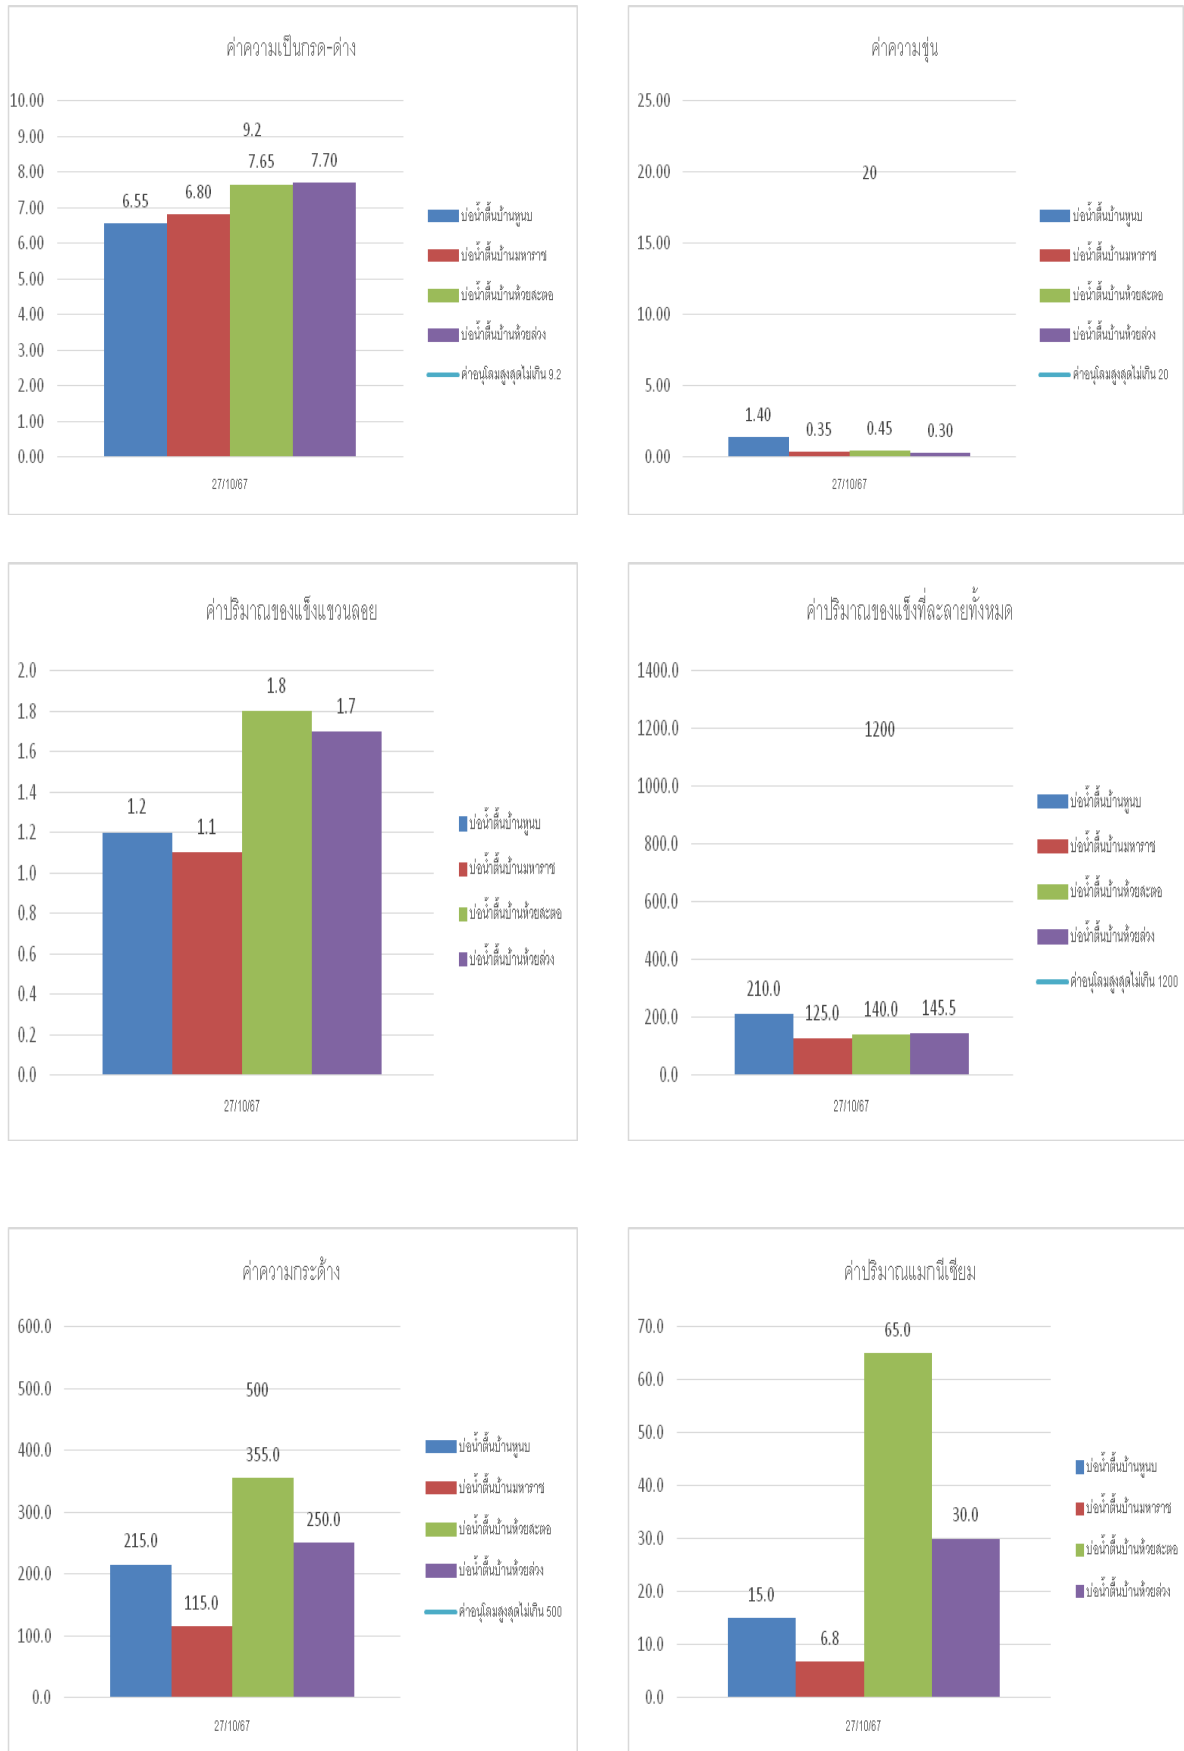 ค่าความเป็นกรด-ด่าง
10.00
9.00
8.00
7.00
6.00
5.00
4.00
3.00
2.00
1.00
0.00
9.2
6.55
6.80
7.65
7.70
27/10/67
บ่อน้ำตื้นบ้านทูนบ
บ่อน้ำตื้นบ้านมหาราช
บ่อน้ำตื้นบ้านห้วยสะตอ
บ่อน้ำตื้นบ้านห้วยล่วง
ค่าอนุโลมสูงสุดไม่เกิน 9.2
ค่าความขุ่น
25.00
20.00
15.00
10.00
5.00
0.00
20
1.40
0.35
0.45
0.30
27/10/67
บ่อน้ำตื้นบ้านทูนบ
บ่อน้ำตื้นบ้านมหาราช
บ่อน้ำตื้นบ้านห้วยสะตอ
บ่อน้ำตื้นบ้านห้วยล่วง
ค่าอนุโลมสูงสุดไม่เกิน 20
ค่าปริมาณของแข็งแขวนลอย
2.0
1.8
1.6
1.4
1.2
1.0
0.8
0.6
0.4
0.2
0.0
1.2
1.1
1.8
1.7
27/10/67
บ่อน้ำตื้นบ้านทูนบ
บ่อน้ำตื้นบ้านมหาราช
บ่อน้ำตื้นบ้านห้วยสะตอ
บ่อน้ำตื้นบ้านห้วยล่วง
ค่าปริมาณของแข็งที่ละลายทั้งหมด
1400.0
1200.0
1000.0
800.0
600.0
400.0
200.0
0.0
1200
210.0
125.0
140.0
145.5
27/10/67
บ่อน้ำตื้นบ้านทูนบ
บ่อน้ำตื้นบ้านมหาราช
บ่อน้ำตื้นบ้านห้วยสะตอ
บ่อน้ำตื้นบ้านห้วยล่วง
ค่าอนุโลมสูงสุดไม่เกิน 1200
ค่าความกระด้าง
600.0
500.0
400.0
300.0
200.0
100.0
0.0
500
215.0
115.0
355.0
250.0
27/10/67
บ่อน้ำตื้นบ้านทูนบ
บ่อน้ำตื้นบ้านมหาราช
บ่อน้ำตื้นบ้านห้วยสะตอ
บ่อน้ำตื้นบ้านห้วยล่วง
ค่าอนุโลมสูงสุดไม่เกิน 500
ค่าปริมาณแมกนีเซียม
70.0
60.0
50.0
40.0
30.0
20.0
10.0
0.0
15.0
6.8
65.0
30.0
27/10/67
บ่อน้ำตื้นบ้านทูนบ
บ่อน้ำตื้นบ้านมหาราช
บ่อน้ำตื้นบ้านห้วยสะตอ
บ่อน้ำตื้นบ้านห้วยล่วง